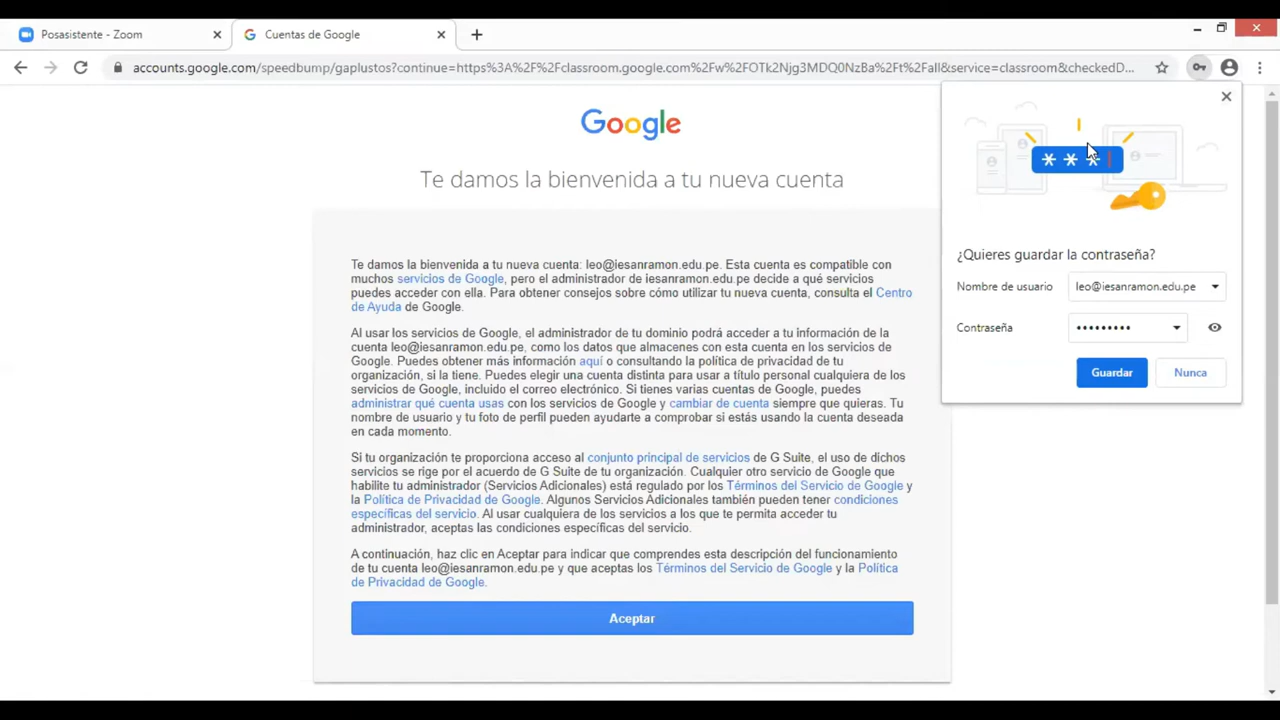 Posasistente - Zoom
Cuentas de Google
accounts.google.com/speedbump/gaplustos?continue=https%3A%2F%2Fclassroom.google.com%2Fw%2FOTk2Njg3MDQ0NzBa%2Ft%2Fall&service=classroom&checkedD...
Google
Te damos la bienvenida a tu nueva cuenta
Te damos la bienvenida a tu nueva cuenta: leo@iesanramon.edu.pe. Esta cuenta es compatible con
muchos servicios de Google, pero el administrador de iesanramon.edu.pe decide a qué servicios
puedes acceder con ella. Para obtener consejos sobre cómo utilizar tu nueva cuenta, consulta el Centro
de Ayuda de Google.
Al usar los servicios de Google, el administrador de tu dominio podrá acceder a tu información de la
cuenta leo@iesanramon.edu.pe, como los datos que almacenes con esta cuenta en los servicios de
Google. Puedes obtener más información aquí o consultando la política de privacidad de tu
organización, si la tiene. Puedes elegir una cuenta distinta para usar a título personal cualquiera de los
servicios de Google, incluido el correo electrónico. Si tienes varias cuentas de Google, puedes
administrar qué cuenta usas con los servicios de Google y cambiar de cuenta siempre que quieras. Tu
nombre de usuario y tu foto de perfil pueden ayudarte a comprobar si estás usando la cuenta deseada
en cada momento.
Si tu organización te proporciona acceso al conjunto principal de servicios de G Suite, el uso de dichos
servicios se rige por el acuerdo de G Suite de tu organización. Cualquier otro servicio de Google que
habilite tu administrador (Servicios Adicionales) está regulado por los Términos del Servicio de Google y
la Política de Privacidad de Google. Algunos Servicios Adicionales también pueden tener condiciones
específicas del servicio. Al usar cualquiera de los servicios a los que te permita acceder tu
administrador, aceptas las condiciones específicas del servicio.
A continuación, haz clic en Aceptar para indicar que comprendes esta descripción del funcionamiento
de tu cuenta leo@iesanramon.edu.pe y que aceptas los Términos del Servicio de Google y la Política
de Privacidad de Google.
Aceptar
¿Quieres guardar la contraseña?
Nombre de usuario leo@iesanramon.edu.pe
Contraseña •••••••••
Guardar Nunca